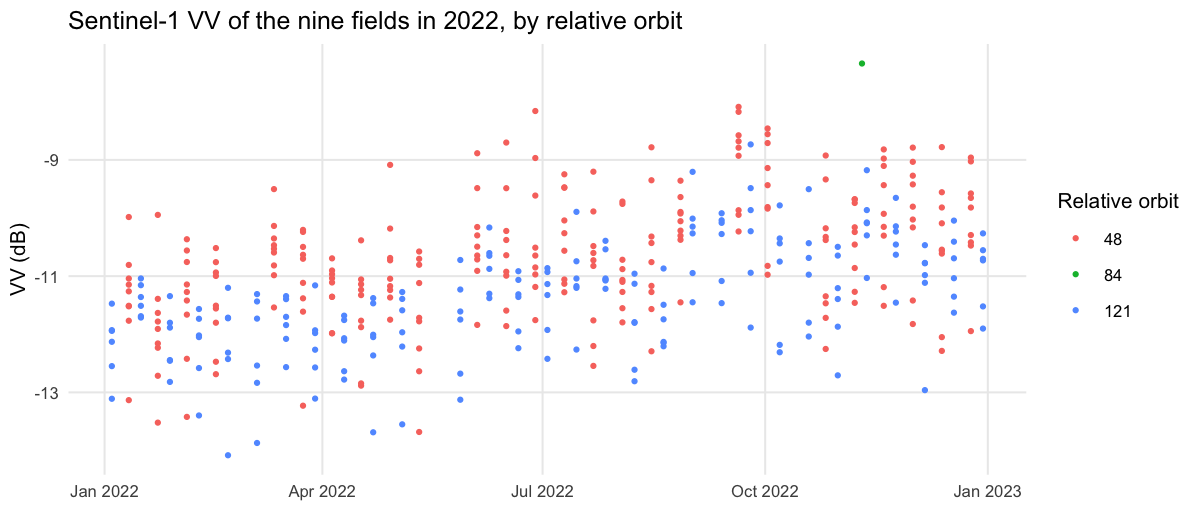 Sentinel-1 VV of the nine fields in 2022, by relative orbit
VV (dB)
-9
-11
-13
Jan 2022
Apr 2022
Jul 2022
Oct 2022
Jan 2023
Relative orbit
48
84
121